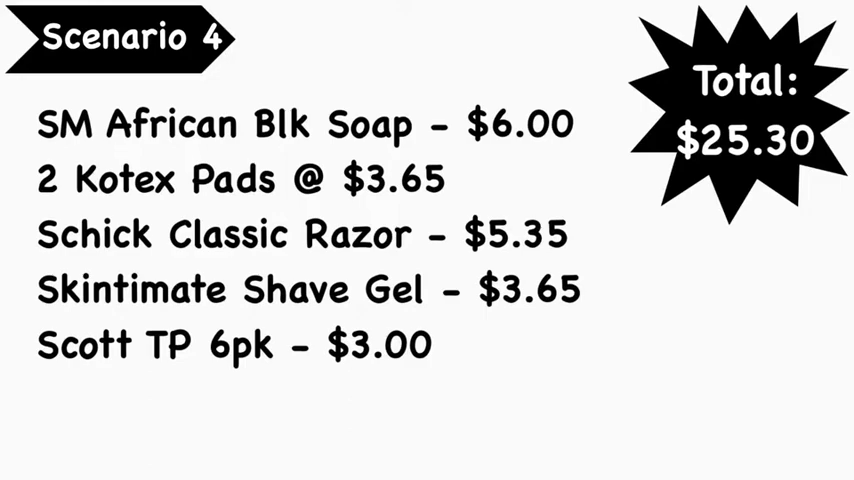 Scenario 4
Total:
$25.30
SM African Blk Soap - $6.00
2 Kotex Pads @ $3.65
Schick Classic Razor - $5.35
Skintimate Shave Gel - $3.65
Scott TP 6pk - $3.00